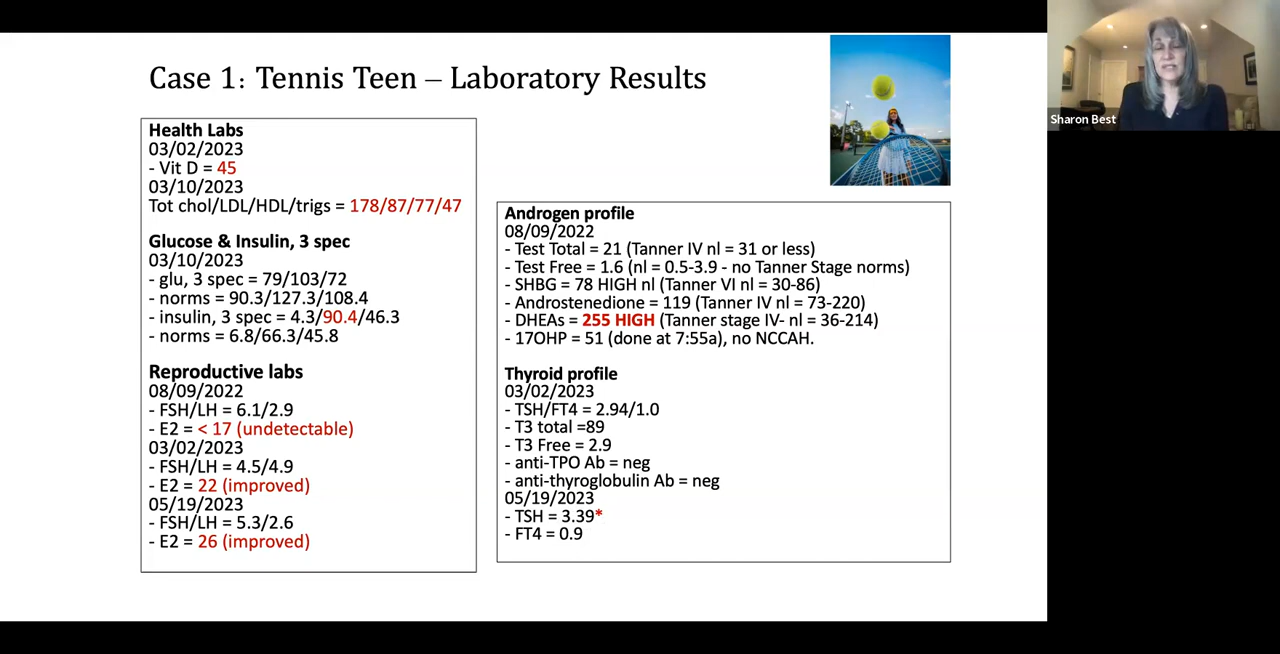 Case 1: Tennis Teen – Laboratory Results
Sharon Best
Health Labs
03/02/2023
- Vit D = 45
03/10/2023
Tot chol/LDL/HDL/trigs = 178/87/77/47
Glucose & Insulin, 3 spec
03/10/2023
- glu, 3 spec = 79/103/72
- norms = 90.3/127.3/108.4
- insulin, 3 spec = 4.3/90.4/46.3
- norms = 6.8/66.3/45.8
Reproductive labs
08/09/2022
- FSH/LH = 6.1/2.9
- E2 = < 17 (undetectable)
03/02/2023
- FSH/LH = 4.5/4.9
- E2 = 22 (improved)
05/19/2023
- FSH/LH = 5.3/2.6
- E2 = 26 (improved)
Androgen profile
08/09/2022
- Test Total = 21 (Tanner IV nl = 31 or less)
- Test Free = 1.6 (nl = 0.5-3.9 - no Tanner Stage norms)
- SHBG = 78 HIGH nl (Tanner VI nl = 30-86)
- Androstenedione = 119 (Tanner IV nl = 73-220)
- DHEAs = 255 HIGH (Tanner stage IV- nl = 36-214)
- 17OHP = 51 (done at 7:55a), no NCCAH.
Thyroid profile
03/02/2023
- TSH/FT4 = 2.94/1.0
- T3 total =89
- T3 Free = 2.9
- anti-TPO Ab = neg
- anti-thyroglobulin Ab = neg
05/19/2023
- TSH = 3.39*
- FT4 = 0.9